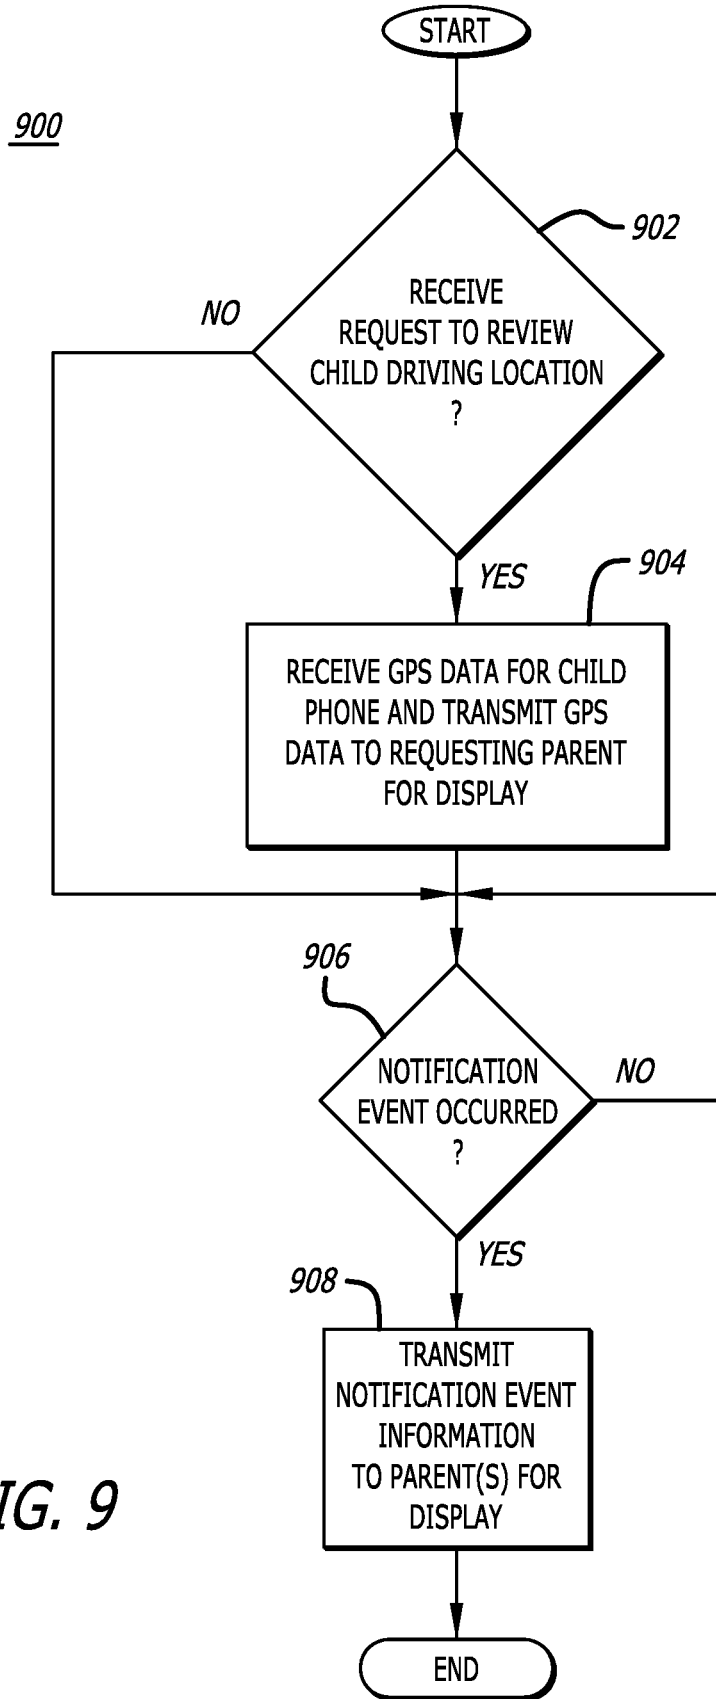 START
900
902
RECEIVE
REQUEST TO REVIEW
CHILD DRIVING LOCATION
?
NO
YES
904
RECEIVE GPS DATA FOR CHILD
PHONE AND TRANSMIT GPS
DATA TO REQUESTING PARENT
FOR DISPLAY
906
NOTIFICATION
EVENT OCCURRED
?
NO
YES
908
TRANSMIT
NOTIFICATION EVENT
INFORMATION
TO PARENT(S) FOR
DISPLAY
IG. 9
END